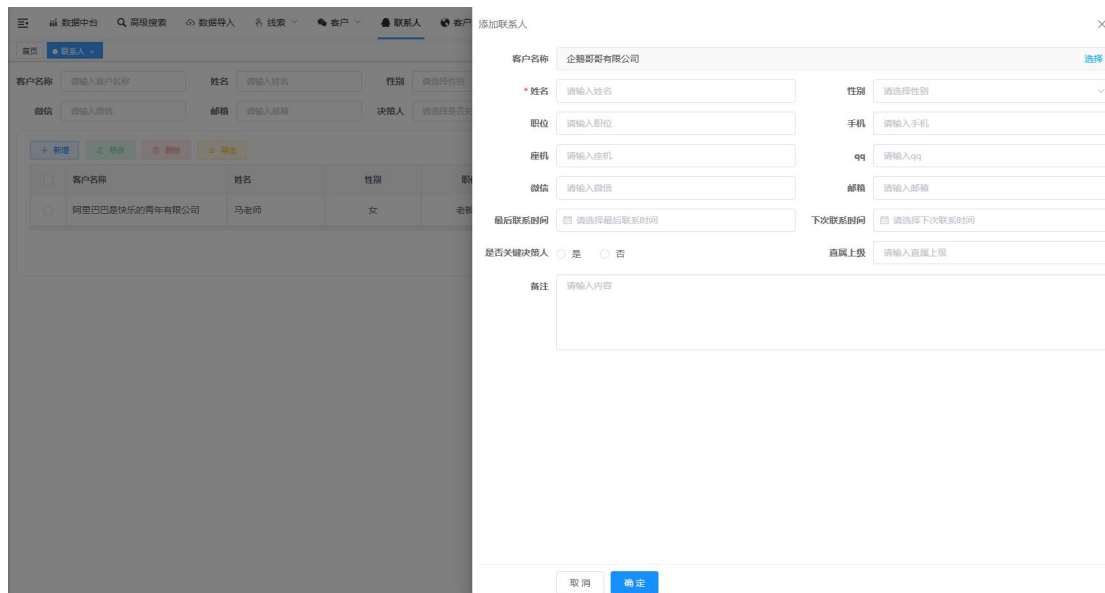 数据中台 高级搜索 数据导入 线索 客户 联系人 客户
首页 联系人 ×
客户名称 请输入客户名称 姓名 请输入姓名 性别 请选择性别
微信 请输入微信 邮箱 请输入邮箱 决策人 请选择是否关
+ 新增 修改 删除 导出
客户名称 姓名 性别 职
阿里巴巴是快乐的青年有限公司 马老师 女 老板
添加联系人
客户名称 企鹅哥哥有限公司 选择
* 姓名 请输入姓名 性别 请选择性别
职位 请输入职位 手机 请输入手机
座机 请输入座机 qq 请输入qq
微信 请输入微信 邮箱 请输入邮箱
最后联系时间 请选择最后联系时间 下次联系时间 请选择下次联系时间
是否关键决策人 是 否 直属上级 请输入直属上级
备注 请输入内容
取消 确定